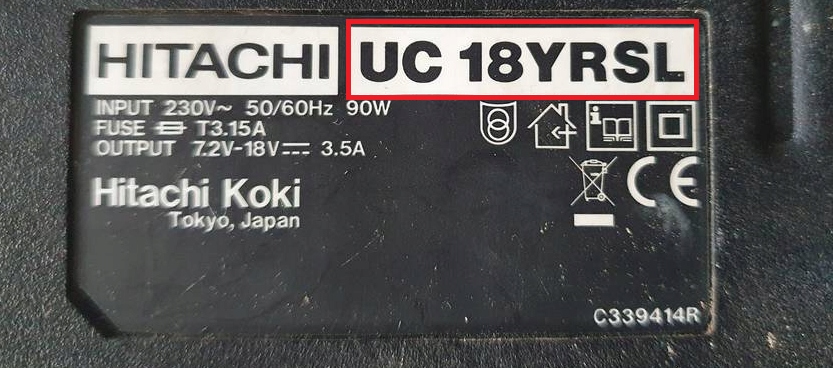 HITACHI UC 18YRSL
INPUT 230V~ 50/60Hz 90W
FUSE T3.15A
OUTPUT 7.2V-18V⎓ 3.5A
Hitachi Koki
Tokyo, Japan
CE
C339414R